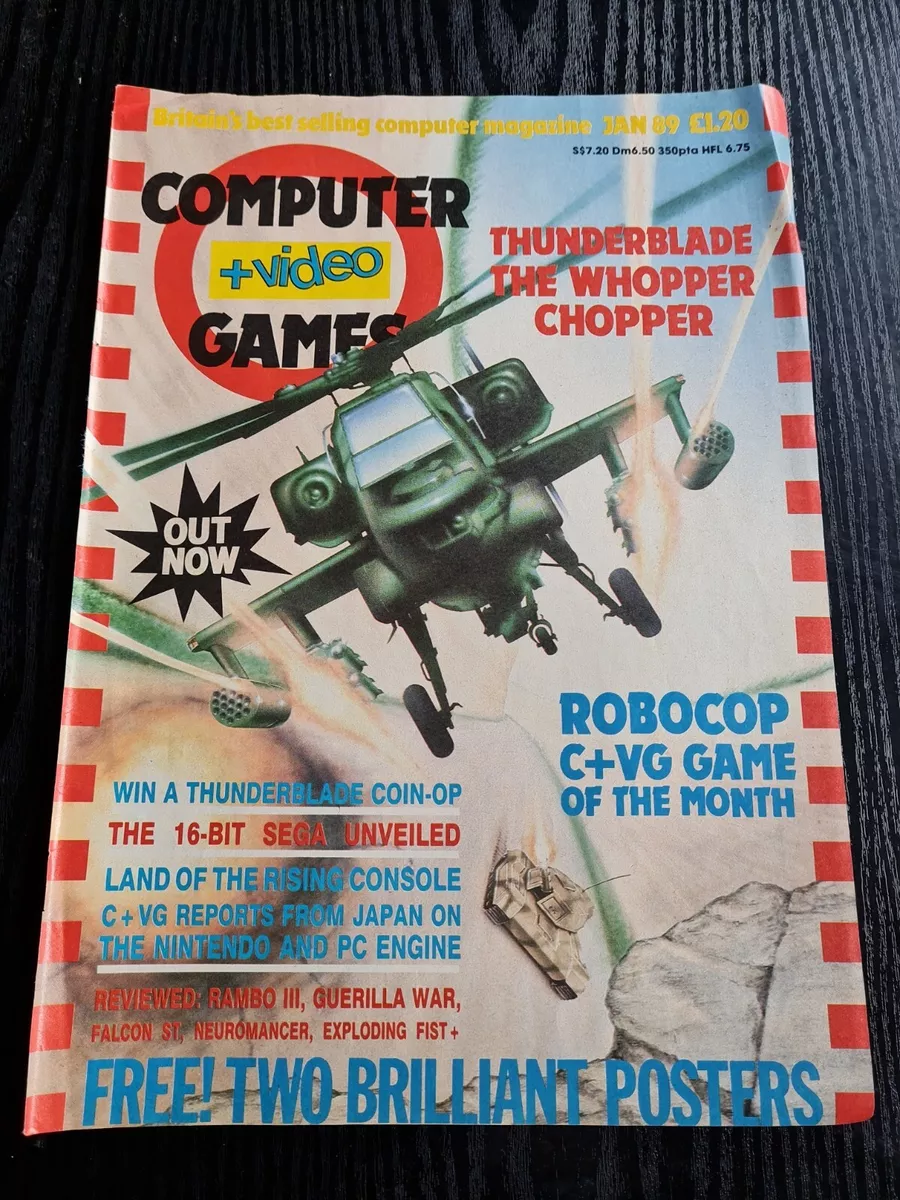 Britain's best selling computer magazine JAN 89 £1.20
S$7.20 Dm6.50 350pta HFL 6.75
COMPUTER
+video
GAMES
THUNDERBLADE
THE WHOPPER
CHOPPER
OUT
NOW
ROBOCOP
C+VG GAME
OF THE MONTH
WIN A THUNDERBLADE COIN-OP
THE 16-BIT SEGA UNVEILED
LAND OF THE RISING CONSOLE
C+VG REPORTS FROM JAPAN ON
THE NINTENDO AND PC ENGINE
REVIEWED: RAMBO III, GUERILLA WAR,
FALCON ST, NEUROMANCER, EXPLODING FIST+
FREE! TWO BRILLIANT POSTERS